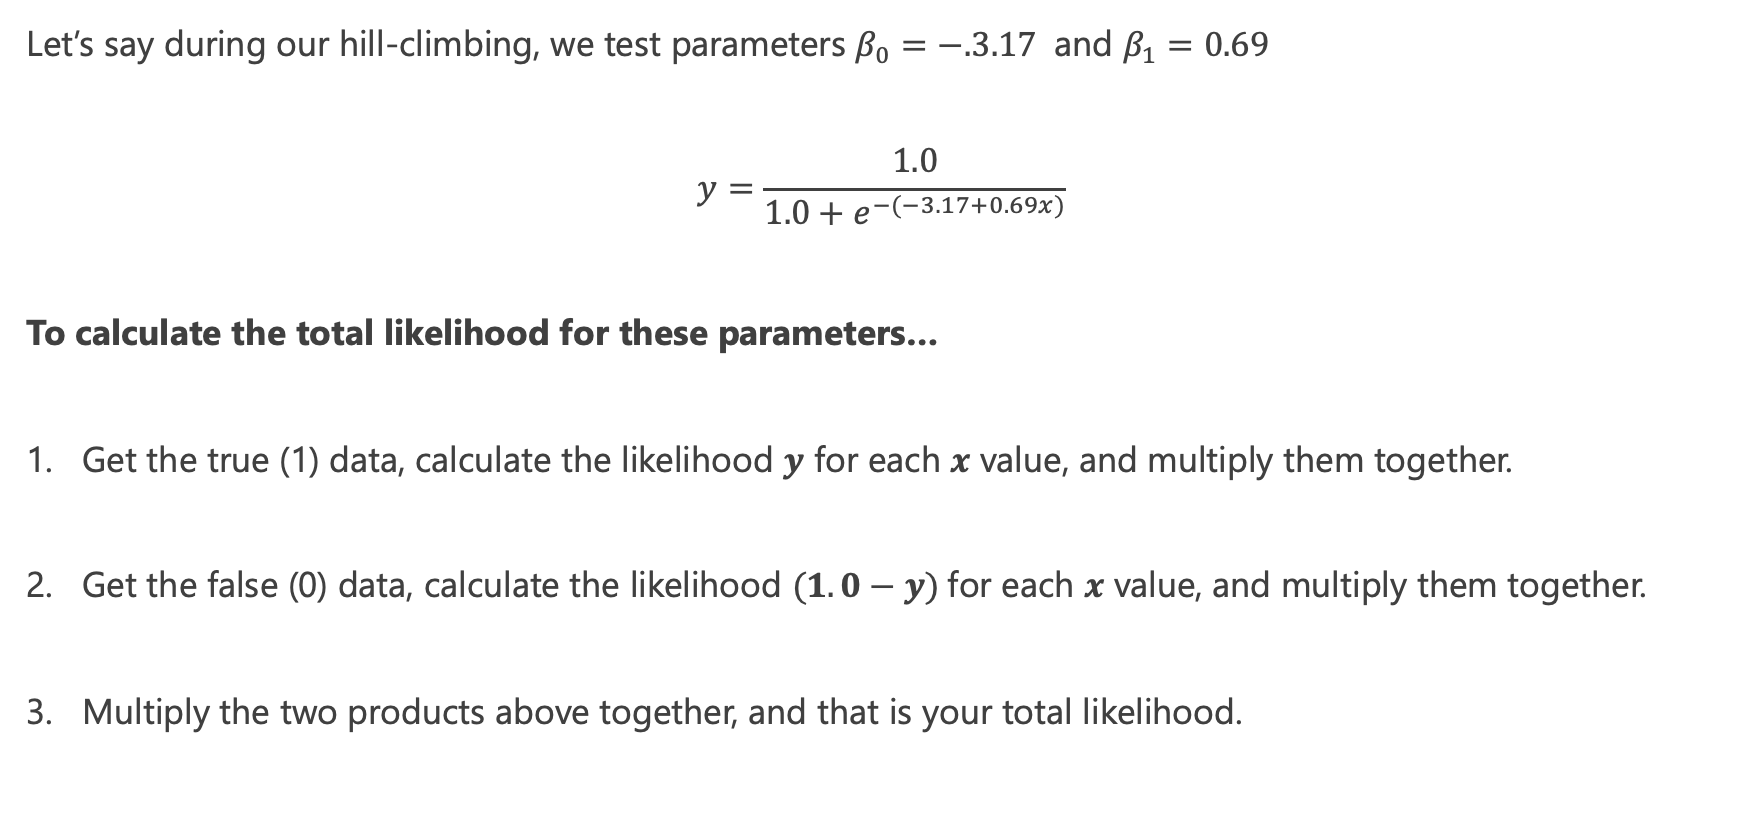 Let's say during our hill-climbing, we test parameters β₀ = −.3.17 and β₁ = 0.69
y = 1.0 / (1.0 + e^−(−3.17+0.69x))
To calculate the total likelihood for these parameters...
1. Get the true (1) data, calculate the likelihood y for each x value, and multiply them together.
2. Get the false (0) data, calculate the likelihood (1.0 − y) for each x value, and multiply them together.
3. Multiply the two products above together, and that is your total likelihood.